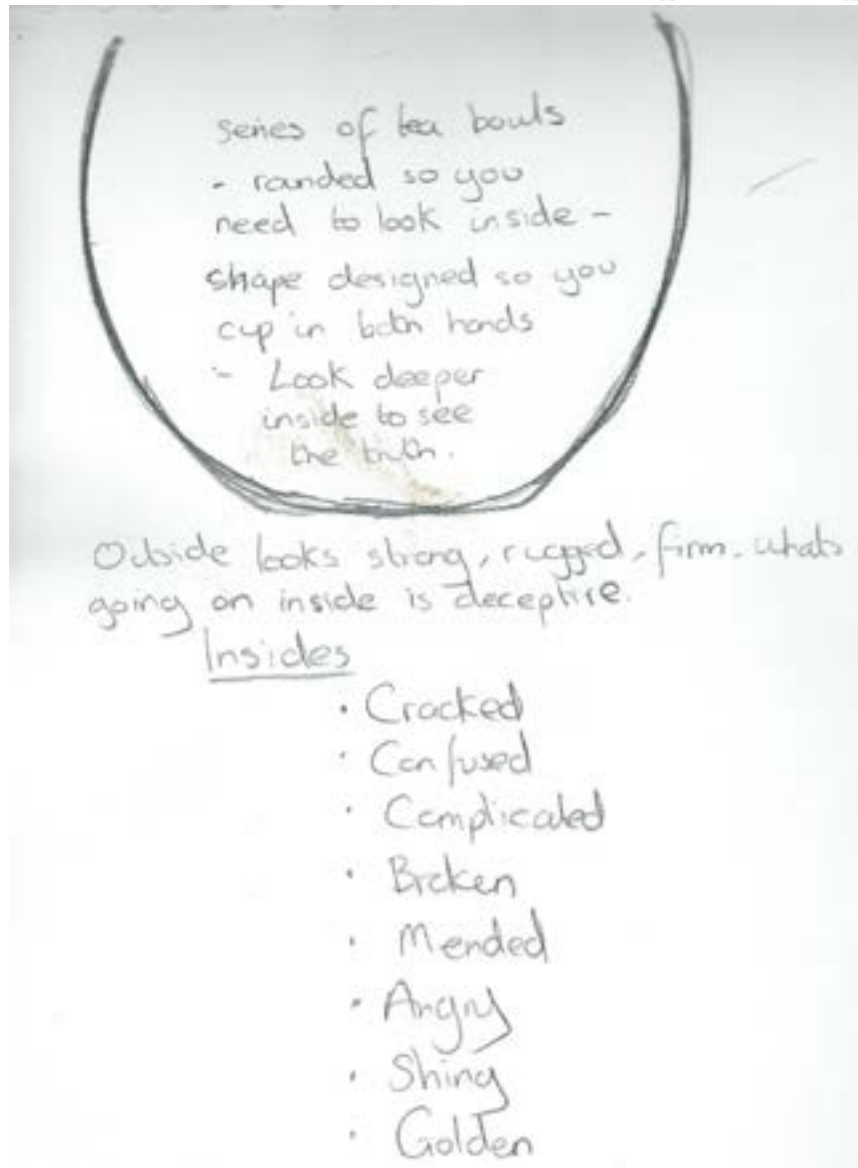 series of tea bowls
- rounded so you
need to look inside -
shape designed so you
cup in both hands
- Look deeper
inside to see
the truth.
Outside looks strong, rugged, firm. whats
going on inside is deceptive.
Insides
· Cracked
· Confused
· Complicated
· Broken
· Mended
· Angry
· Shiny
· Golden